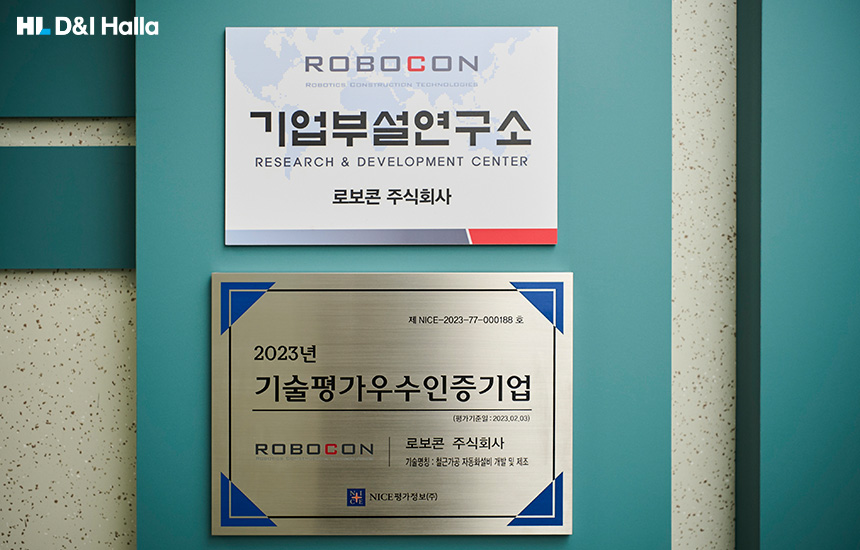 HL D&I Halla
ROBOCON
ROBOTICS CONSTRUCTION TECHNOLOGIES
기업부설연구소
RESEARCH & DEVELOPMENT CENTER
로보콘 주식회사
제 NICE-2023-77-000188 호
2023년
기술평가우수인증기업
(평가기준일 : 2023.02.03)
ROBOCON
로보콘 주식회사
기술명칭 : 철근가공 자동화설비 개발 및 제조
NICE평가정보(주)